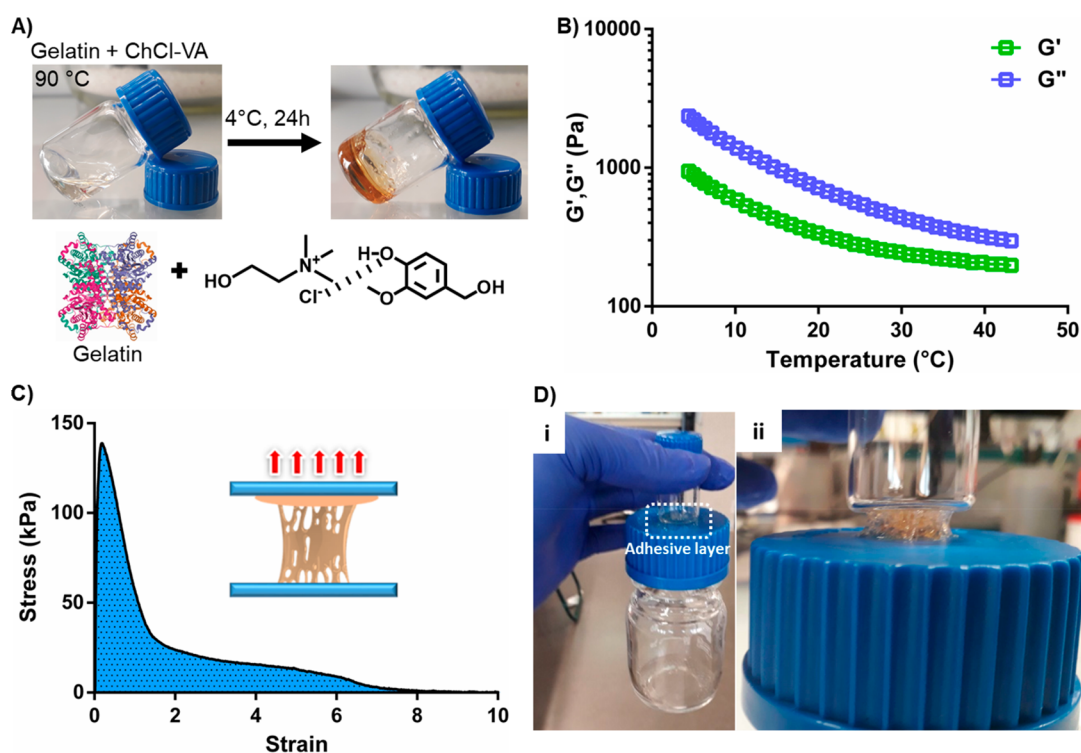 A)
Gelatin + ChCl-VA
90 °C
4°C, 24h
Gelatin
+
HO
N+
Cl-
HO
O
OH
B)
G'
G"
G',G" (Pa)
10000
1000
100
0
10
20
30
40
50
Temperature (°C)
C)
Stress (kPa)
150
100
50
0
0
2
4
6
8
10
Strain
D)
i
Adhesive layer
ii